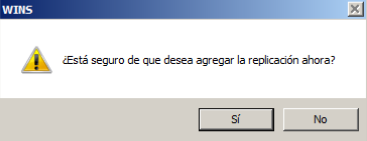 WINS
¿Está seguro de que desea agregar la replicación ahora?
Sí
No